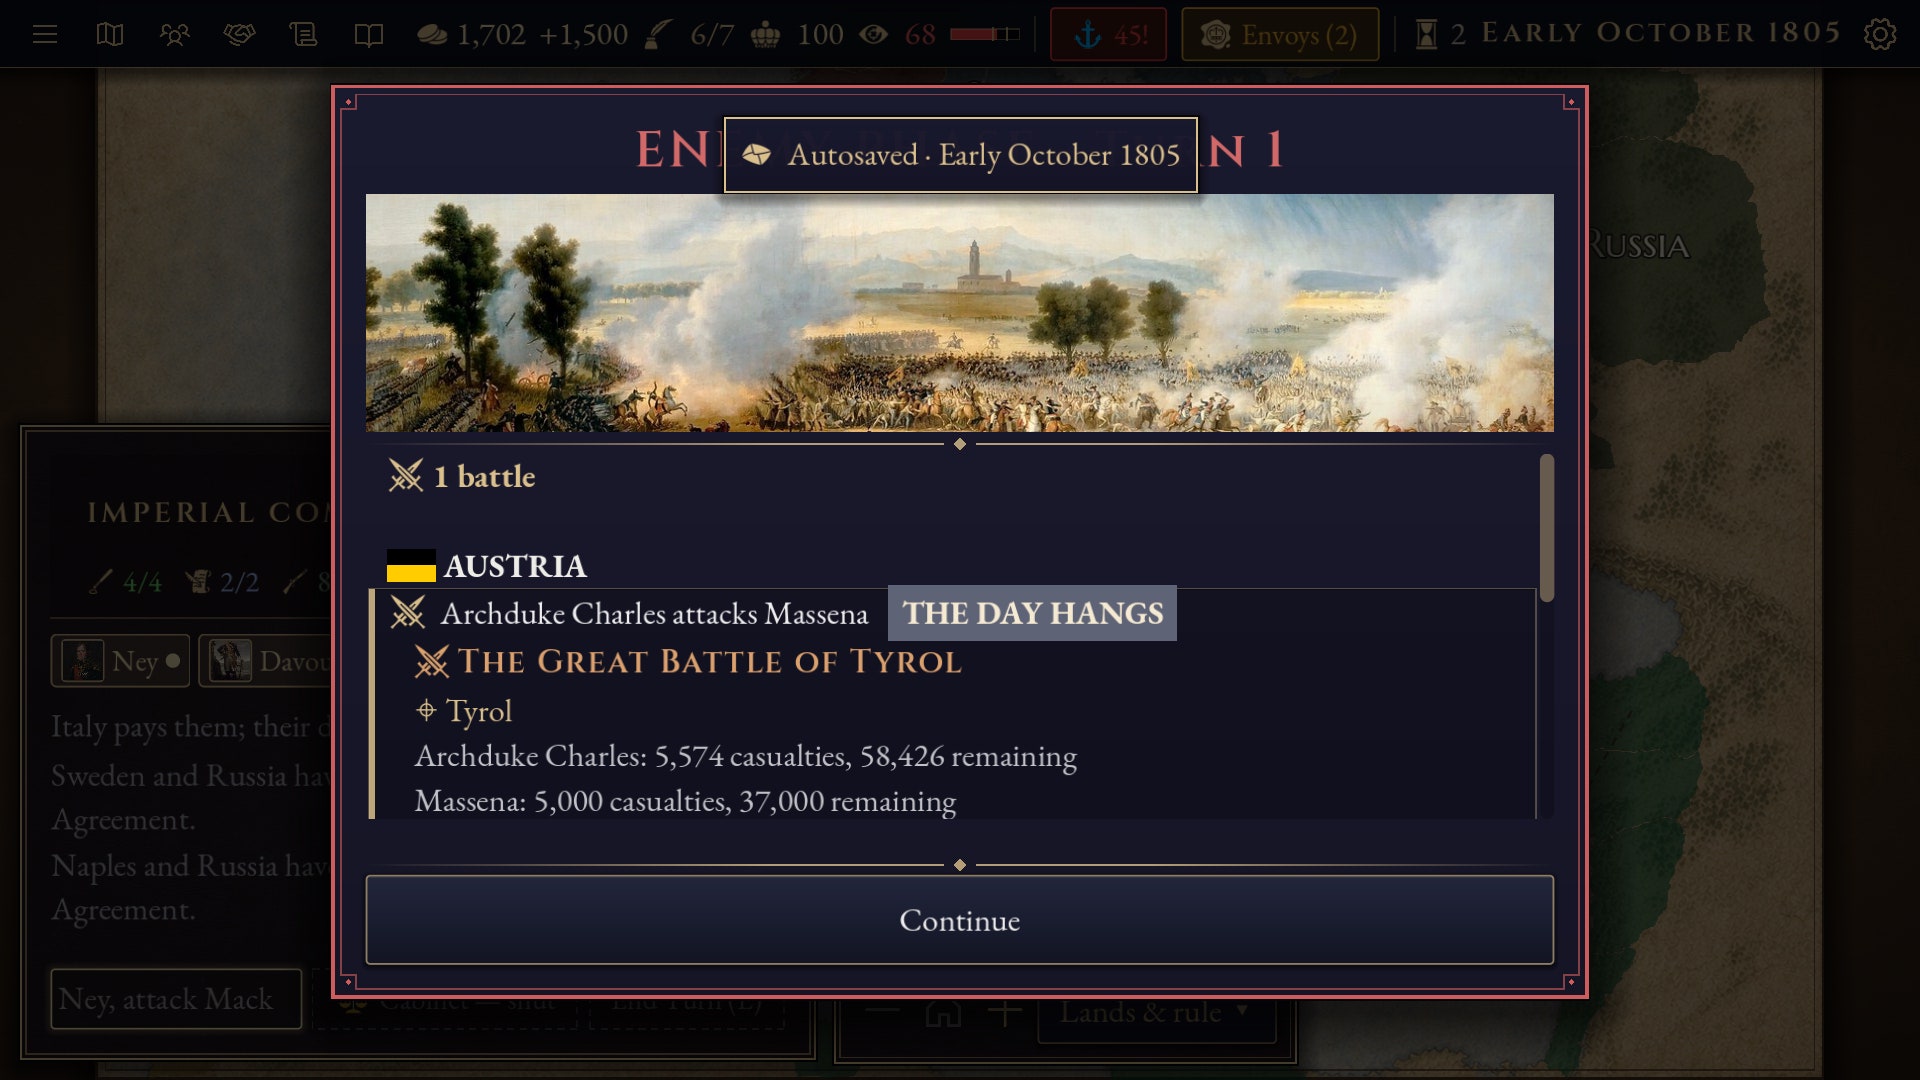 1,702 +1,500 6/7 100 68 45! Envoys (2) 2 EARLY OCTOBER 1805
Autosaved · Early October 1805
N 1
RUSSIA
1 battle
AUSTRIA
Archduke Charles attacks Massena THE DAY HANGS
THE GREAT BATTLE OF TYROL
Tyrol
Archduke Charles: 5,574 casualties, 58,426 remaining
Massena: 5,000 casualties, 37,000 remaining
Continue
IMPERIAL CO
4/4 2/2 8
Ney Davou
Italy pays them; their d
Sweden and Russia hav
Agreement.
Naples and Russia hav
Agreement.
Ney, attack Mack
Lands & rule